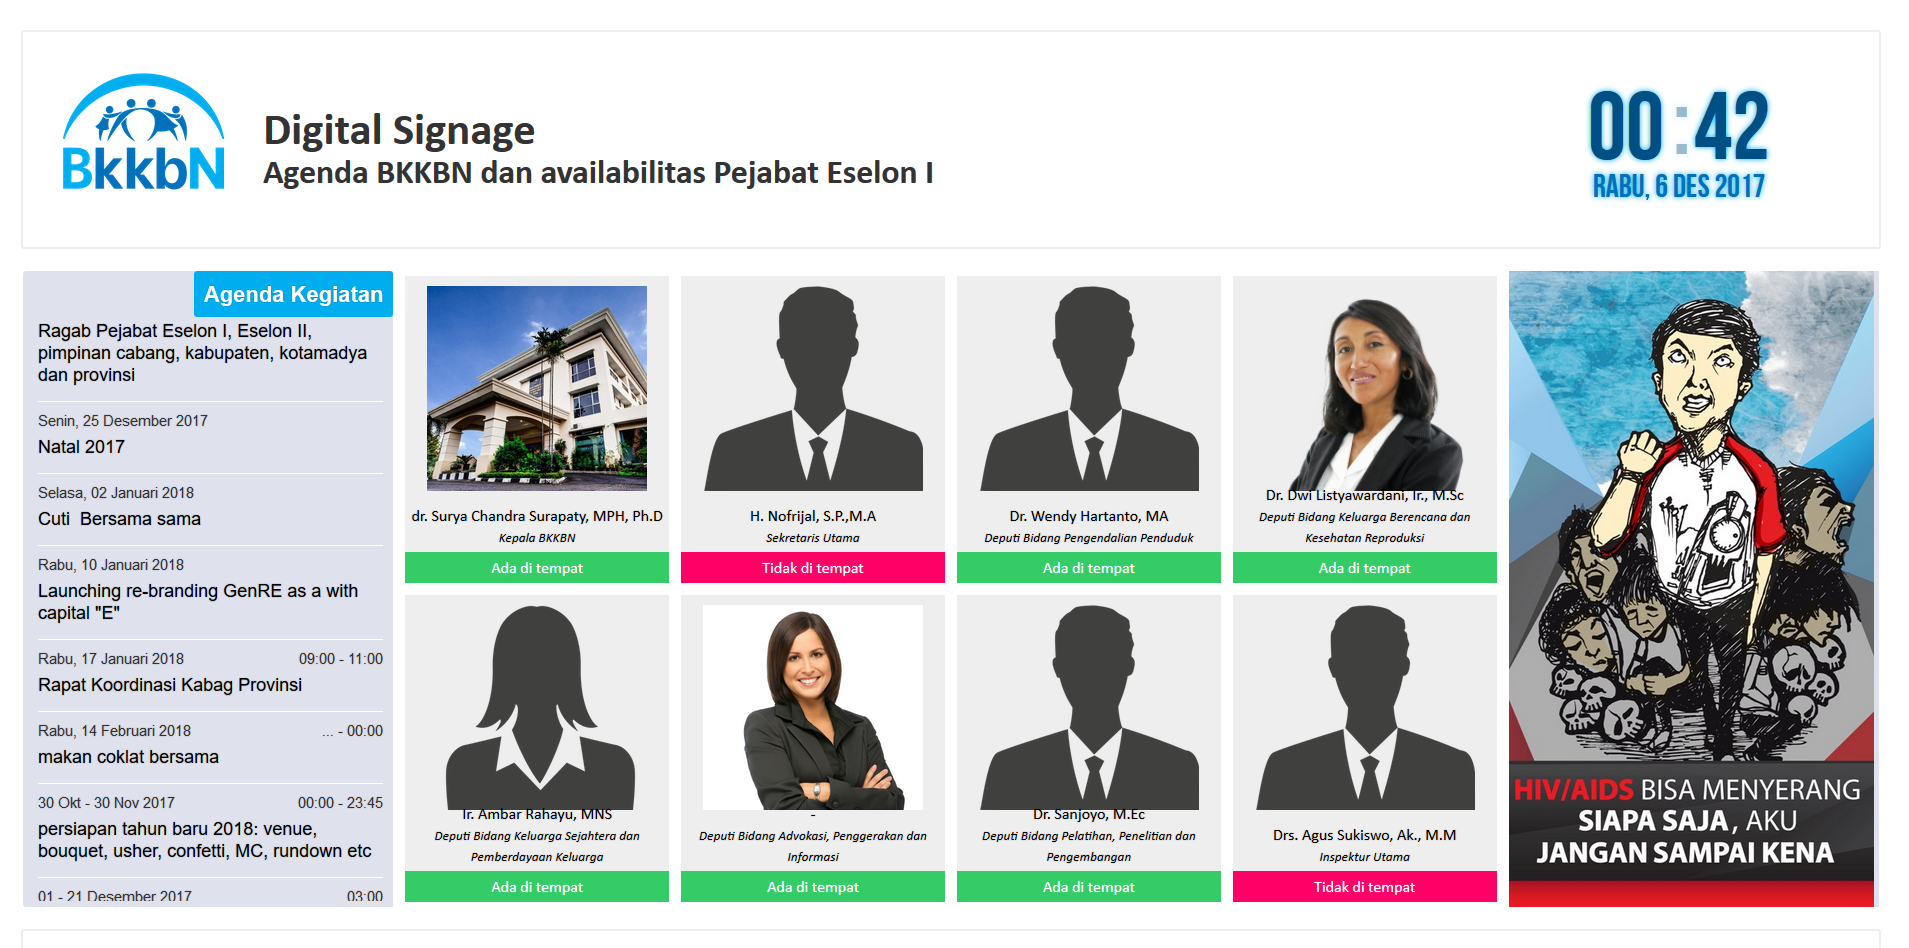 BkkbN
Digital Signage
Agenda BKKBN dan availabilitas Pejabat Eselon I
00:42
RABU, 6 DES 2017
Agenda Kegiatan
Ragab Pejabat Eselon I, Eselon II,
pimpinan cabang, kabupaten, kotamadya
dan provinsi
Senin, 25 Desember 2017
Natal 2017
Selasa, 02 Januari 2018
Cuti  Bersama sama
Rabu, 10 Januari 2018
Launching re-branding GenRE as a with
capital "E"
Rabu, 17 Januari 2018 09:00 - 11:00
Rapat Koordinasi Kabag Provinsi
Rabu, 14 Februari 2018 ... - 00:00
makan coklat bersama
30 Okt - 30 Nov 2017 00:00 - 23:45
persiapan tahun baru 2018: venue,
bouquet, usher, confetti, MC, rundown etc
01 - 21 Desember 2017 03:00
dr. Surya Chandra Surapaty, MPH, Ph.D
Kepala BKKBN
Ada di tempat
H. Nofrijal, S.P.,M.A
Sekretaris Utama
Tidak di tempat
Dr. Wendy Hartanto, MA
Deputi Bidang Pengendalian Penduduk
Ada di tempat
Dr. Dwi Listyawardani, Ir., M.Sc
Deputi Bidang Keluarga Berencana dan
Kesehatan Reproduksi
Ada di tempat
Ir. Ambar Rahayu, MNS
Deputi Bidang Keluarga Sejahtera dan
Pemberdayaan Keluarga
Ada di tempat
-
Deputi Bidang Advokasi, Penggerakan dan
Informasi
Ada di tempat
Dr. Sanjoyo, M.Ec
Deputi Bidang Pelatihan, Penelitian dan
Pengembangan
Ada di tempat
Drs. Agus Sukiswo, Ak., M.M
Inspektur Utama
Tidak di tempat
HIV/AIDS BISA MENYERANG
SIAPA SAJA, AKU
JANGAN SAMPAI KENA